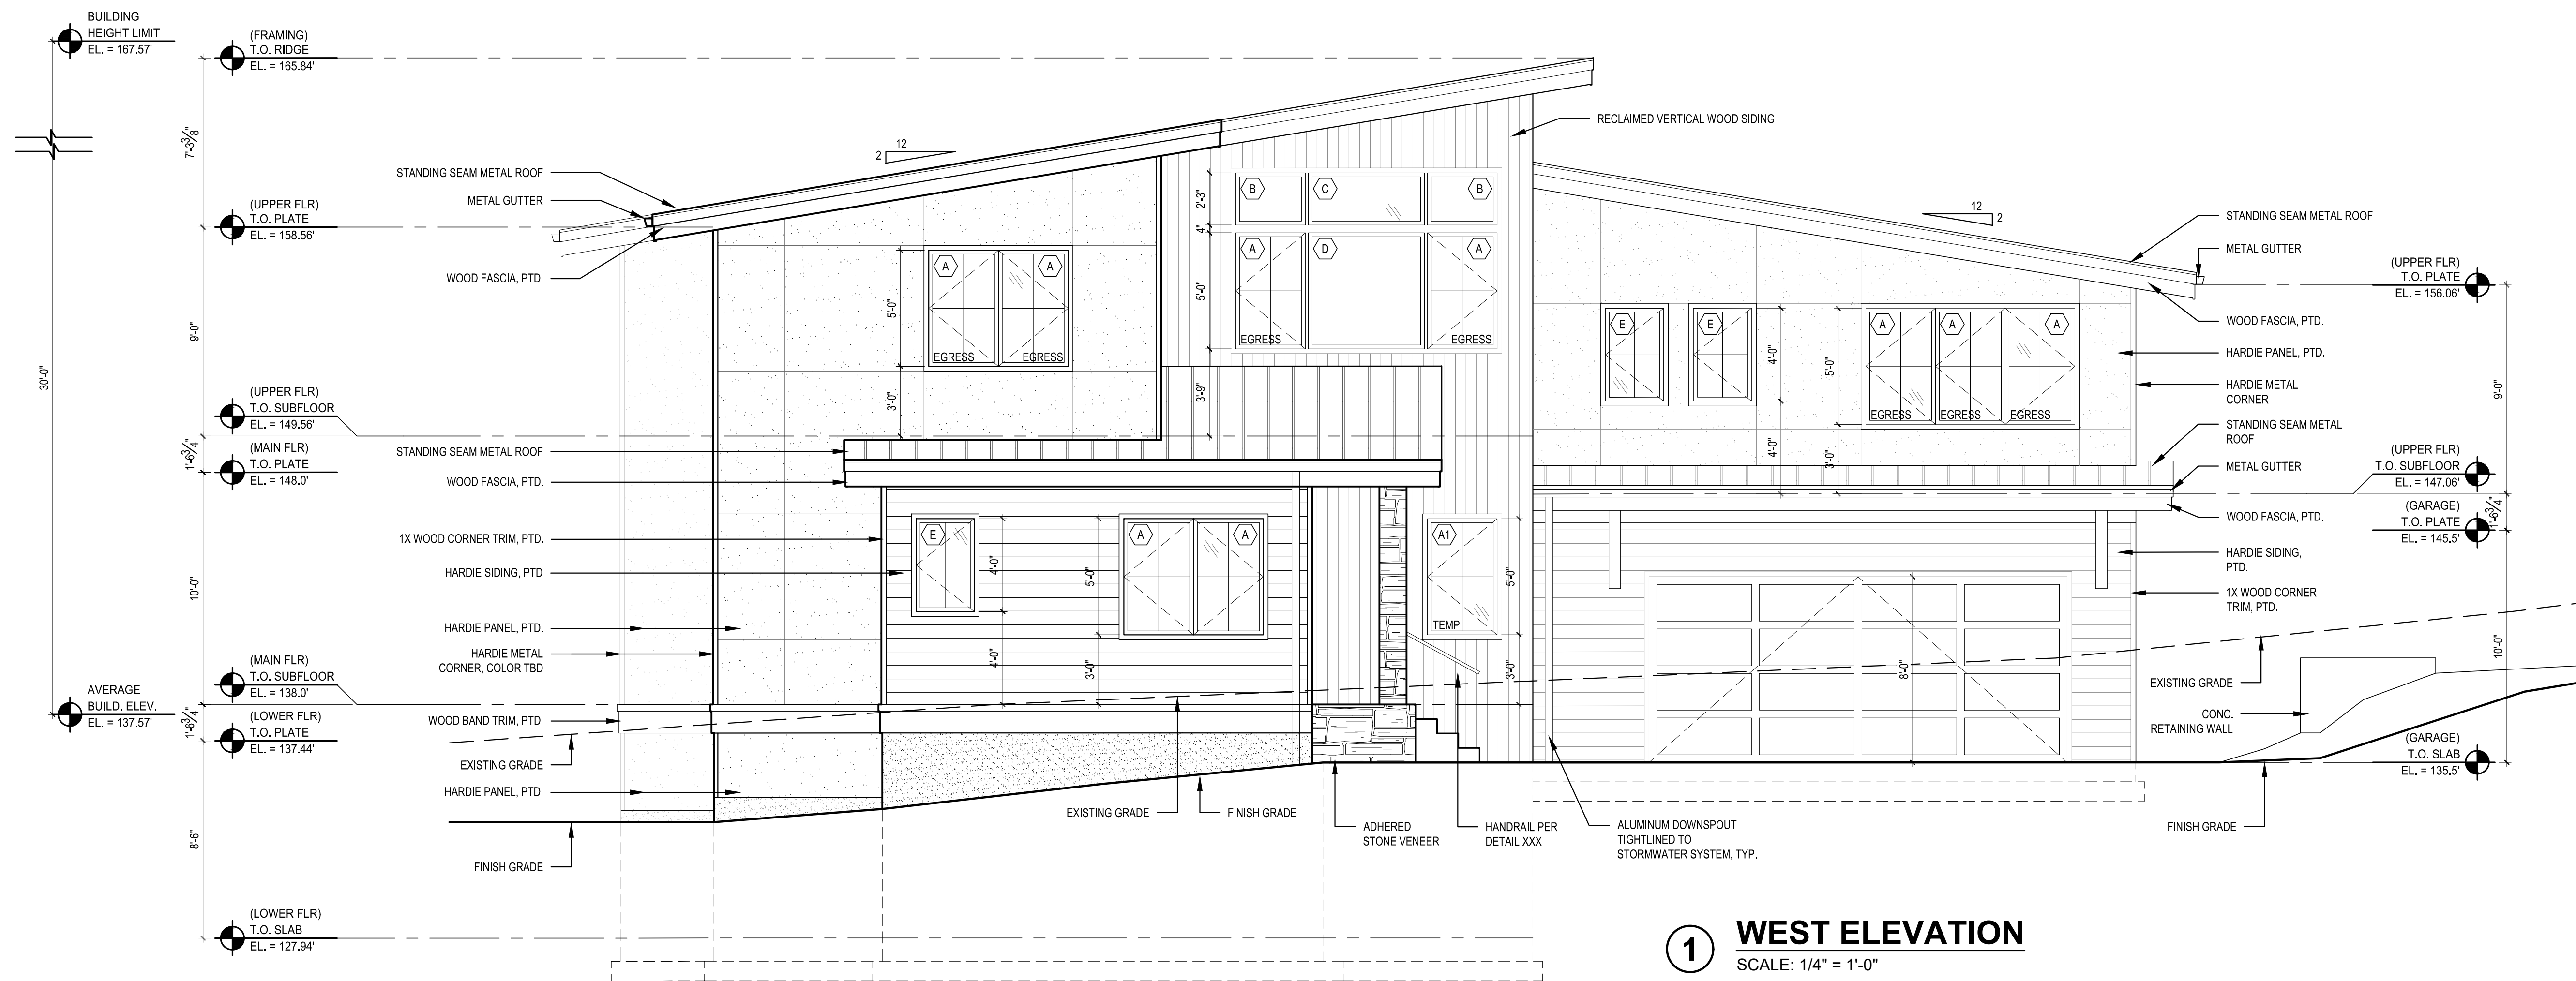 BUILDING
HEIGHT LIMIT
EL. = 167.57'
(FRAMING)
T.O. RIDGE
EL. = 165.84'
7'-3 3/8"
STANDING SEAM METAL ROOF
METAL GUTTER
(UPPER FLR)
T.O. PLATE
EL. = 158.56'
WOOD FASCIA, PTD.
9'-0"
30'-0"
(UPPER FLR)
T.O. SUBFLOOR
EL. = 149.56'
1'-6 3/4"
(MAIN FLR)
T.O. PLATE
EL. = 148.0'
STANDING SEAM METAL ROOF
WOOD FASCIA, PTD.
1X WOOD CORNER TRIM, PTD.
HARDIE SIDING, PTD
10'-0"
HARDIE PANEL, PTD.
HARDIE METAL
CORNER, COLOR TBD
(MAIN FLR)
T.O. SUBFLOOR
EL. = 138.0'
AVERAGE
BUILD. ELEV.
EL. = 137.57'
1'-6 3/4"
(LOWER FLR)
T.O. PLATE
EL. = 137.44'
WOOD BAND TRIM, PTD.
EXISTING GRADE
HARDIE PANEL, PTD.
8'-6"
FINISH GRADE
(LOWER FLR)
T.O. SLAB
EL. = 127.94'
12
2
A
A
5'-0"
EGRESS
EGRESS
3'-0"
B
C
B
2'-3"
4"
A
D
A
5'-0"
EGRESS
EGRESS
3'-9"
E
4'-0"
4'-0"
A
A
5'-0"
3'-0"
A1
5'-0"
TEMP
3'-0"
RECLAIMED VERTICAL WOOD SIDING
12
2
E
E
4'-0"
4'-0"
A
A
A
5'-0"
EGRESS
EGRESS
EGRESS
3'-0"
8'-0"
STANDING SEAM METAL ROOF
METAL GUTTER
(UPPER FLR)
T.O. PLATE
EL. = 156.06'
WOOD FASCIA, PTD.
HARDIE PANEL, PTD.
HARDIE METAL
CORNER
9'-0"
STANDING SEAM METAL
ROOF
METAL GUTTER
(UPPER FLR)
T.O. SUBFLOOR
EL. = 147.06'
WOOD FASCIA, PTD.
1'-6 3/4"
(GARAGE)
T.O. PLATE
EL. = 145.5'
HARDIE SIDING,
PTD.
1X WOOD CORNER
TRIM, PTD.
10'-0"
EXISTING GRADE
CONC.
RETAINING WALL
(GARAGE)
T.O. SLAB
EL. = 135.5'
EXISTING GRADE
FINISH GRADE
ADHERED
STONE VENEER
HANDRAIL PER
DETAIL XXX
ALUMINUM DOWNSPOUT
TIGHTLINED TO
STORMWATER SYSTEM, TYP.
FINISH GRADE
1
WEST ELEVATION
SCALE: 1/4" = 1'-0"